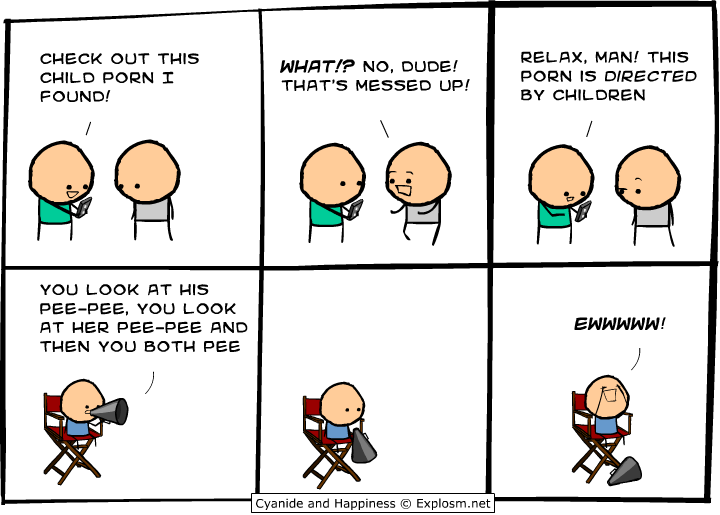 CHECK OUT THIS
CHILD PORN I
FOUND!
WHAT!? NO, DUDE!
THAT'S MESSED UP!
RELAX, MAN! THIS
PORN IS DIRECTED
BY CHILDREN
YOU LOOK AT HIS
PEE-PEE, YOU LOOK
AT HER PEE-PEE AND
THEN YOU BOTH PEE
EWWWWW!
Cyanide and Happiness © Explosm.net